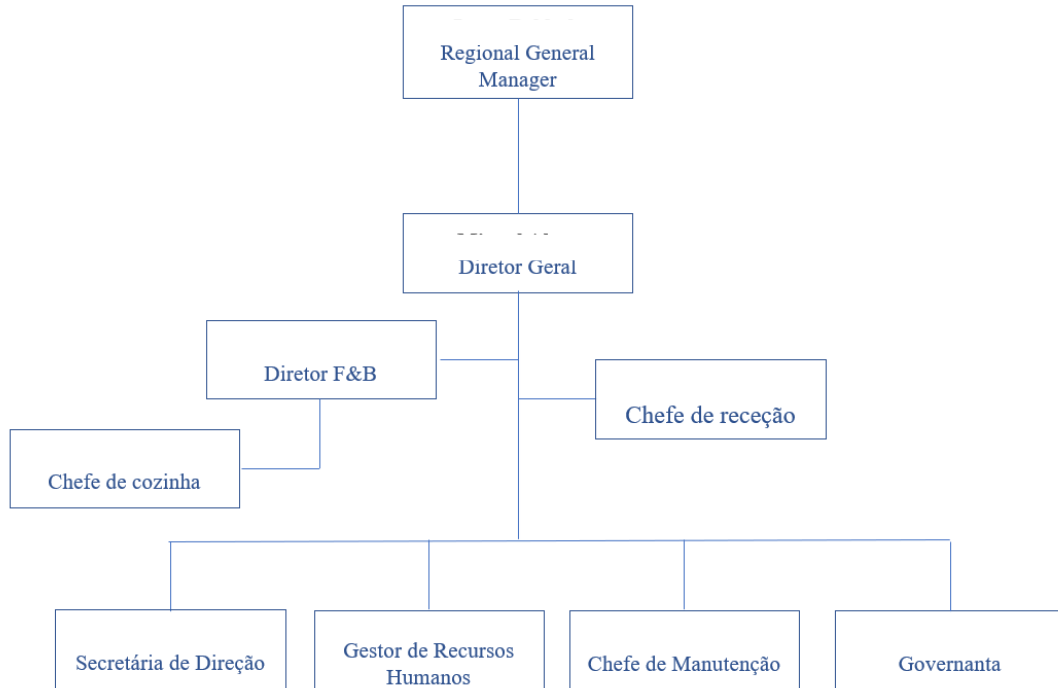 Regional General
Manager
Diretor Geral
Diretor F&B
Chefe de receção
Chefe de cozinha
Secretária de Direção
Gestor de Recursos
Humanos
Chefe de Manutenção
Governanta